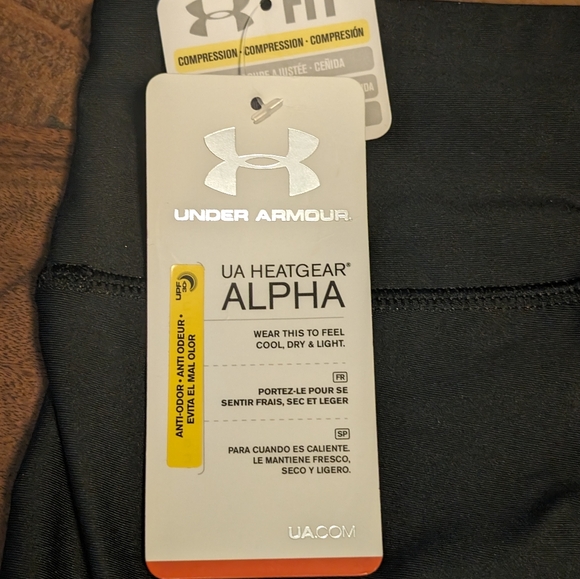 FIT
COMPRESSION · COMPRESSION · COMPRESIÓN
AJUSTÉE · CEÑIDA
UNDER ARMOUR
UA HEATGEAR®
ALPHA
WEAR THIS TO FEEL
COOL, DRY & LIGHT.
FR
PORTEZ-LE POUR SE
SENTIR FRAIS, SEC ET LEGER
SP
PARA CUANDO ES CALIENTE.
LE MANTIENE FRESCO,
SECO Y LIGERO.
UPF
30+
ANTI-ODOR • ANTI ODEUR •
EVITA EL MAL OLOR
UA.COM